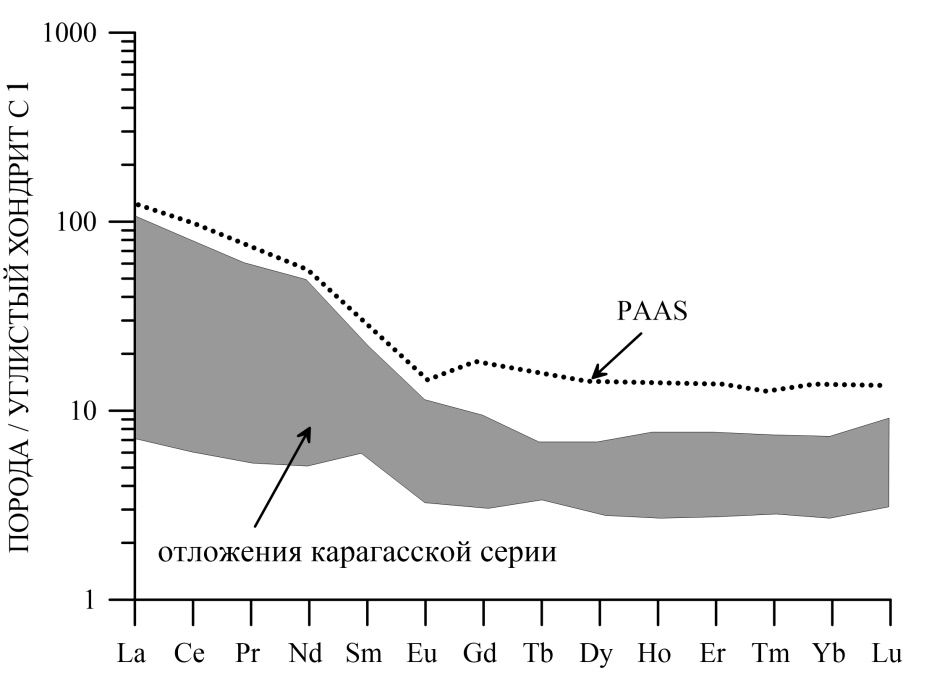 ПОРОДА / УГЛИСТЫЙ ХОНДРИТ С 1
1000
100
10
1
PAAS
отложения карагасской серии
La Ce Pr Nd Sm Eu Gd Tb Dy Ho Er Tm Yb Lu